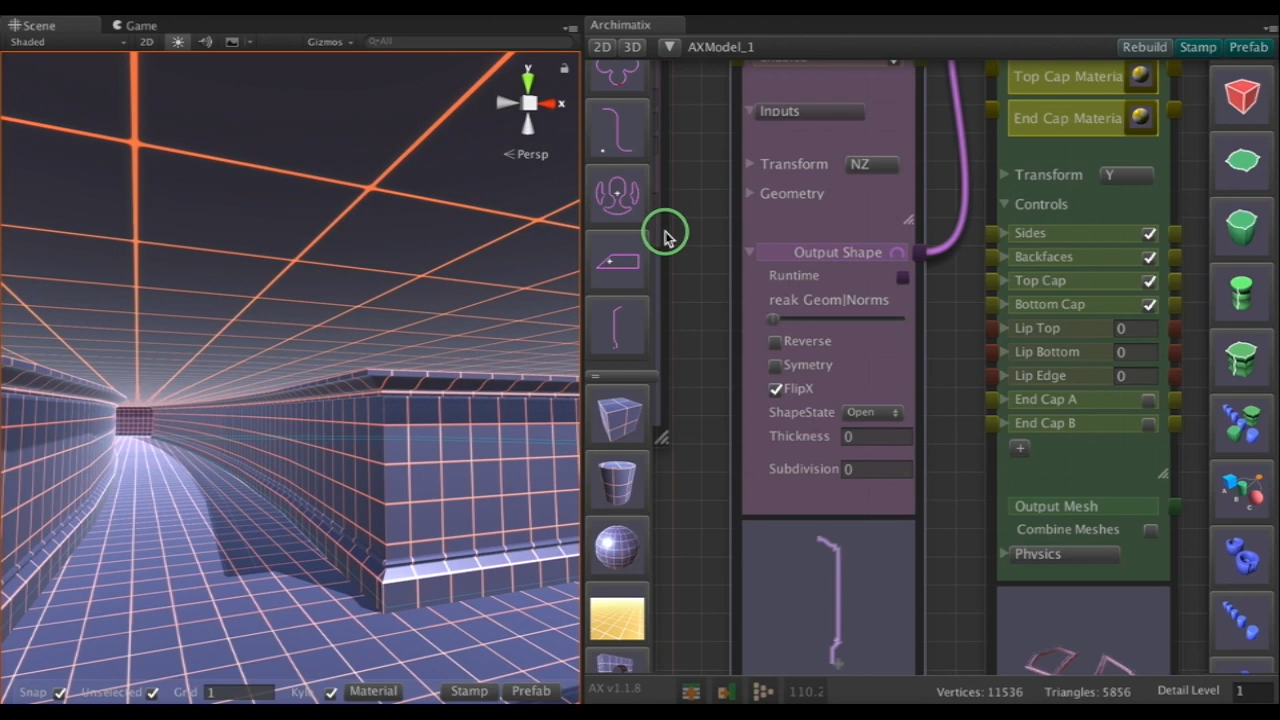 Scene
Game
Shaded
2D
Gizmos
All
y
x
Persp
Snap
Unselected
Grid
1
Kyle
Material
Stamp
Prefab
Archimatix
2D
3D
AXModel_1
Rebuild
Stamp
Prefab
Inputs
Transform
NZ
Geometry
Output Shape
Runtime
reak Geom|Norms
Reverse
Symetry
FlipX
ShapeState
Open
Thickness
0
Subdivision
0
Top Cap Materia
End Cap Materia
Transform
Y
Controls
Sides
Backfaces
Top Cap
Bottom Cap
Lip Top
0
Lip Bottom
0
Lip Edge
0
End Cap A
End Cap B
+
Output Mesh
Combine Meshes
Physics
A
B
C
AX v1.1.8
110.2
Vertices: 11536
Triangles: 5856
Detail Level
1